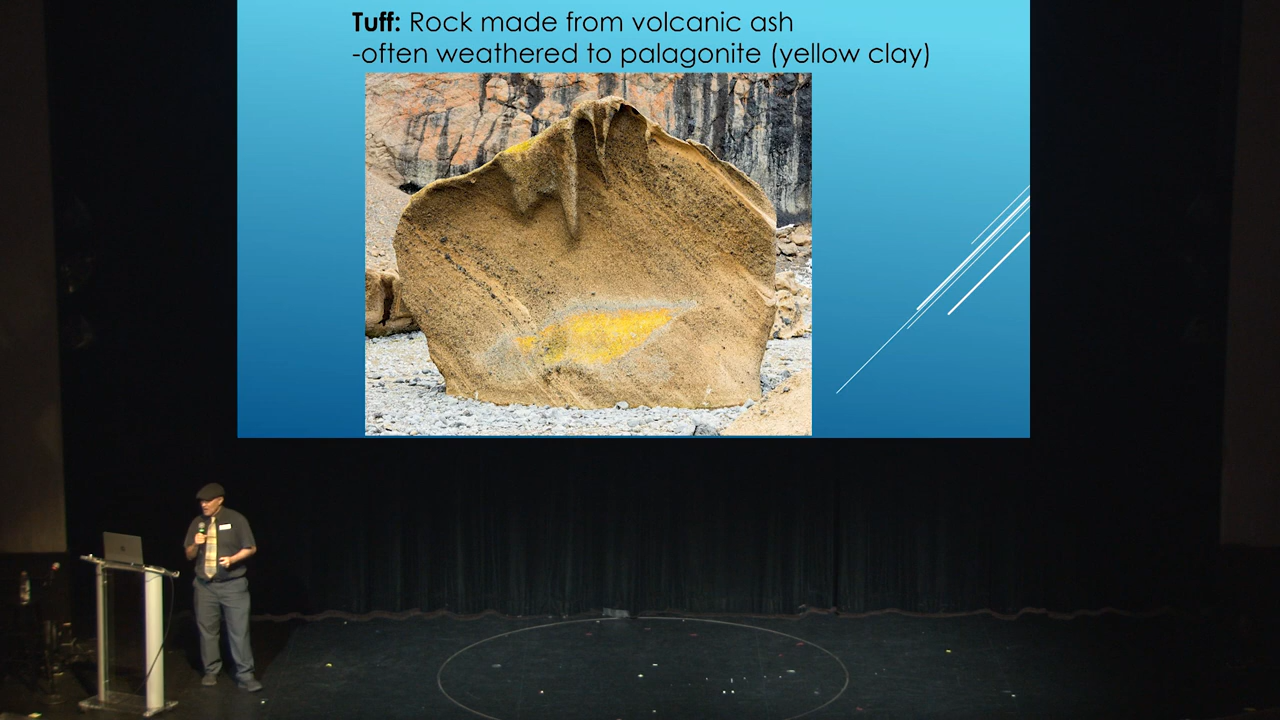 Tuff: Rock made from volcanic ash
-often weathered to palagonite (yellow clay)